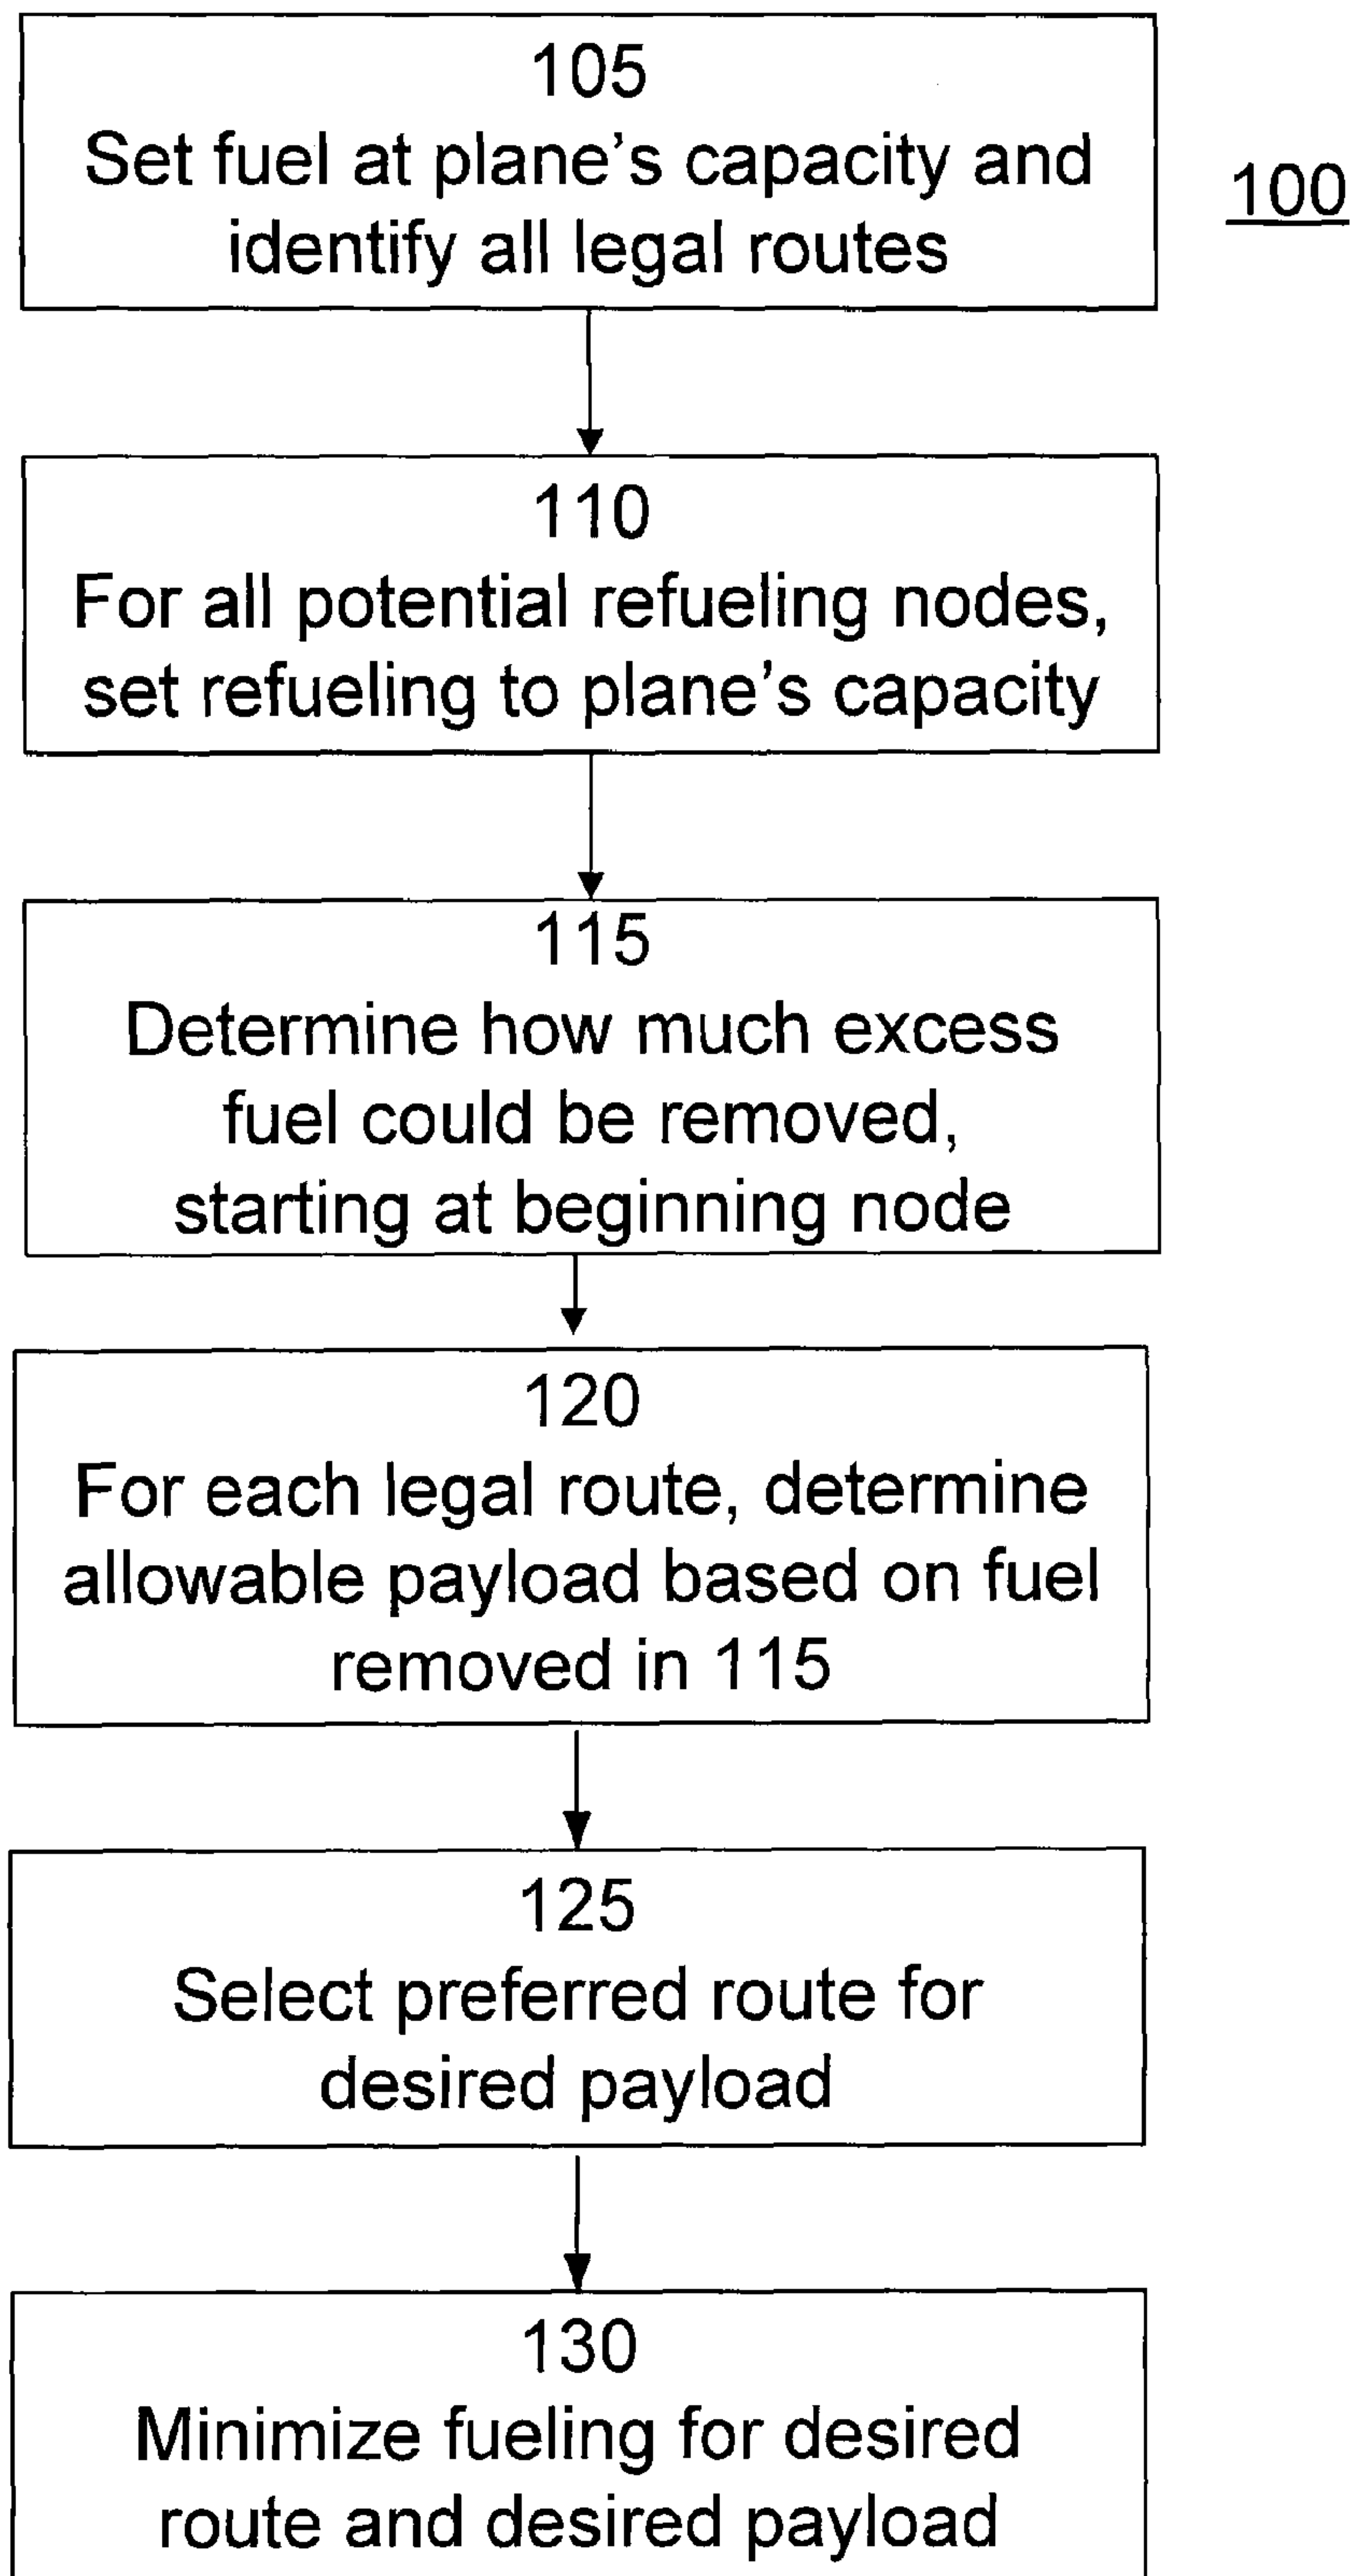 105
Set fuel at plane's capacity and
identify all legal routes
100
110
For all potential refueling nodes,
set refueling to plane's capacity
115
Determine how much excess
fuel could be removed,
starting at beginning node
120
For each legal route, determine
allowable payload based on fuel
removed in 115
125
Select preferred route for
desired payload
130
Minimize fueling for desired
route and desired payload